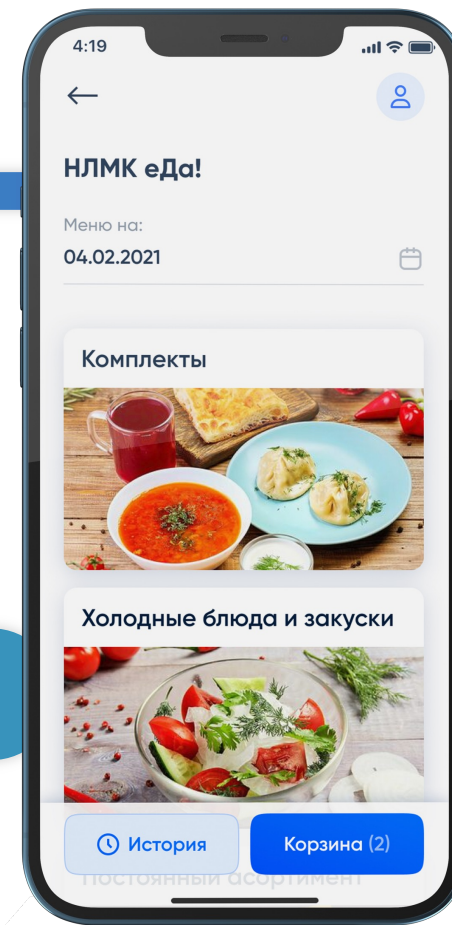 4:19
НЛМК еДа!
Меню на:
04.02.2021
Комплекты
Холодные блюда и закуски
История
Корзина (2)
Постоянный асортимент